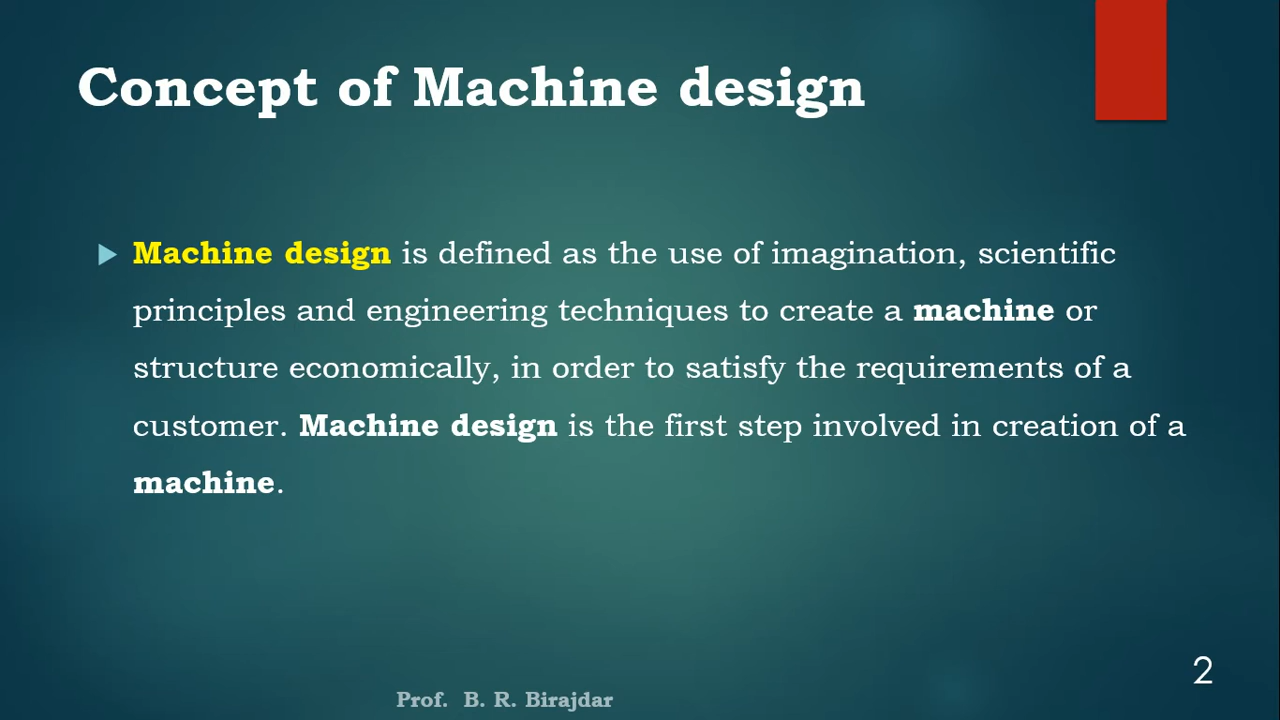 Concept of Machine design
Machine design is defined as the use of imagination, scientific
principles and engineering techniques to create a machine or
structure economically, in order to satisfy the requirements of a
customer. Machine design is the first step involved in creation of a
machine.
2
Prof. B. R. Birajdar